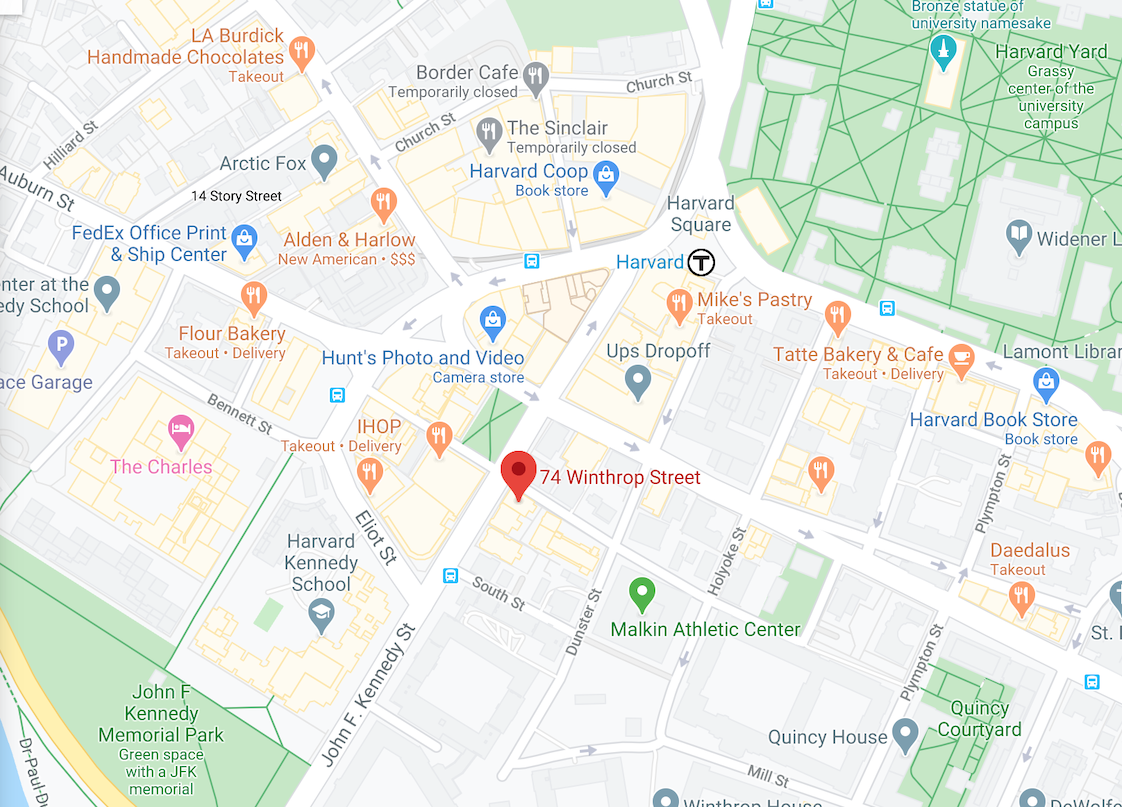 Bronze statue of
university namesake
LA Burdick
Handmade Chocolates
Takeout
Harvard Yard
Grassy
center of the
university
campus
Border Cafe
Temporarily closed
Church St
Church St
The Sinclair
Temporarily closed
Hilliard St
Arctic Fox
Harvard Coop
Book store
Auburn St
14 Story Street
Harvard
Square
FedEx Office Print
& Ship Center
Alden & Harlow
New American • $$$
Widener L
Harvard
T
nter at the
edy School
Mike's Pastry
Takeout
Flour Bakery
Takeout • Delivery
P
Hunt's Photo and Video
Camera store
Ups Dropoff
Tatte Bakery & Cafe
Takeout • Delivery
Lamont Librar
ace Garage
Bennett St
Harvard Book Store
Book store
IHOP
Takeout • Delivery
The Charles
74 Winthrop Street
Plympton St
Eliot St
Harvard
Kennedy
School
Holyoke St
Daedalus
Takeout
South St
Dunster St
Malkin Athletic Center
St.
John F. Kennedy St
Plympton St
John F
Kennedy
Memorial Park
Green space
with a JFK
memorial
Quincy
Courtyard
Quincy House
Dr-Paul-D
Mill St
Winthrop House
DeWolfe